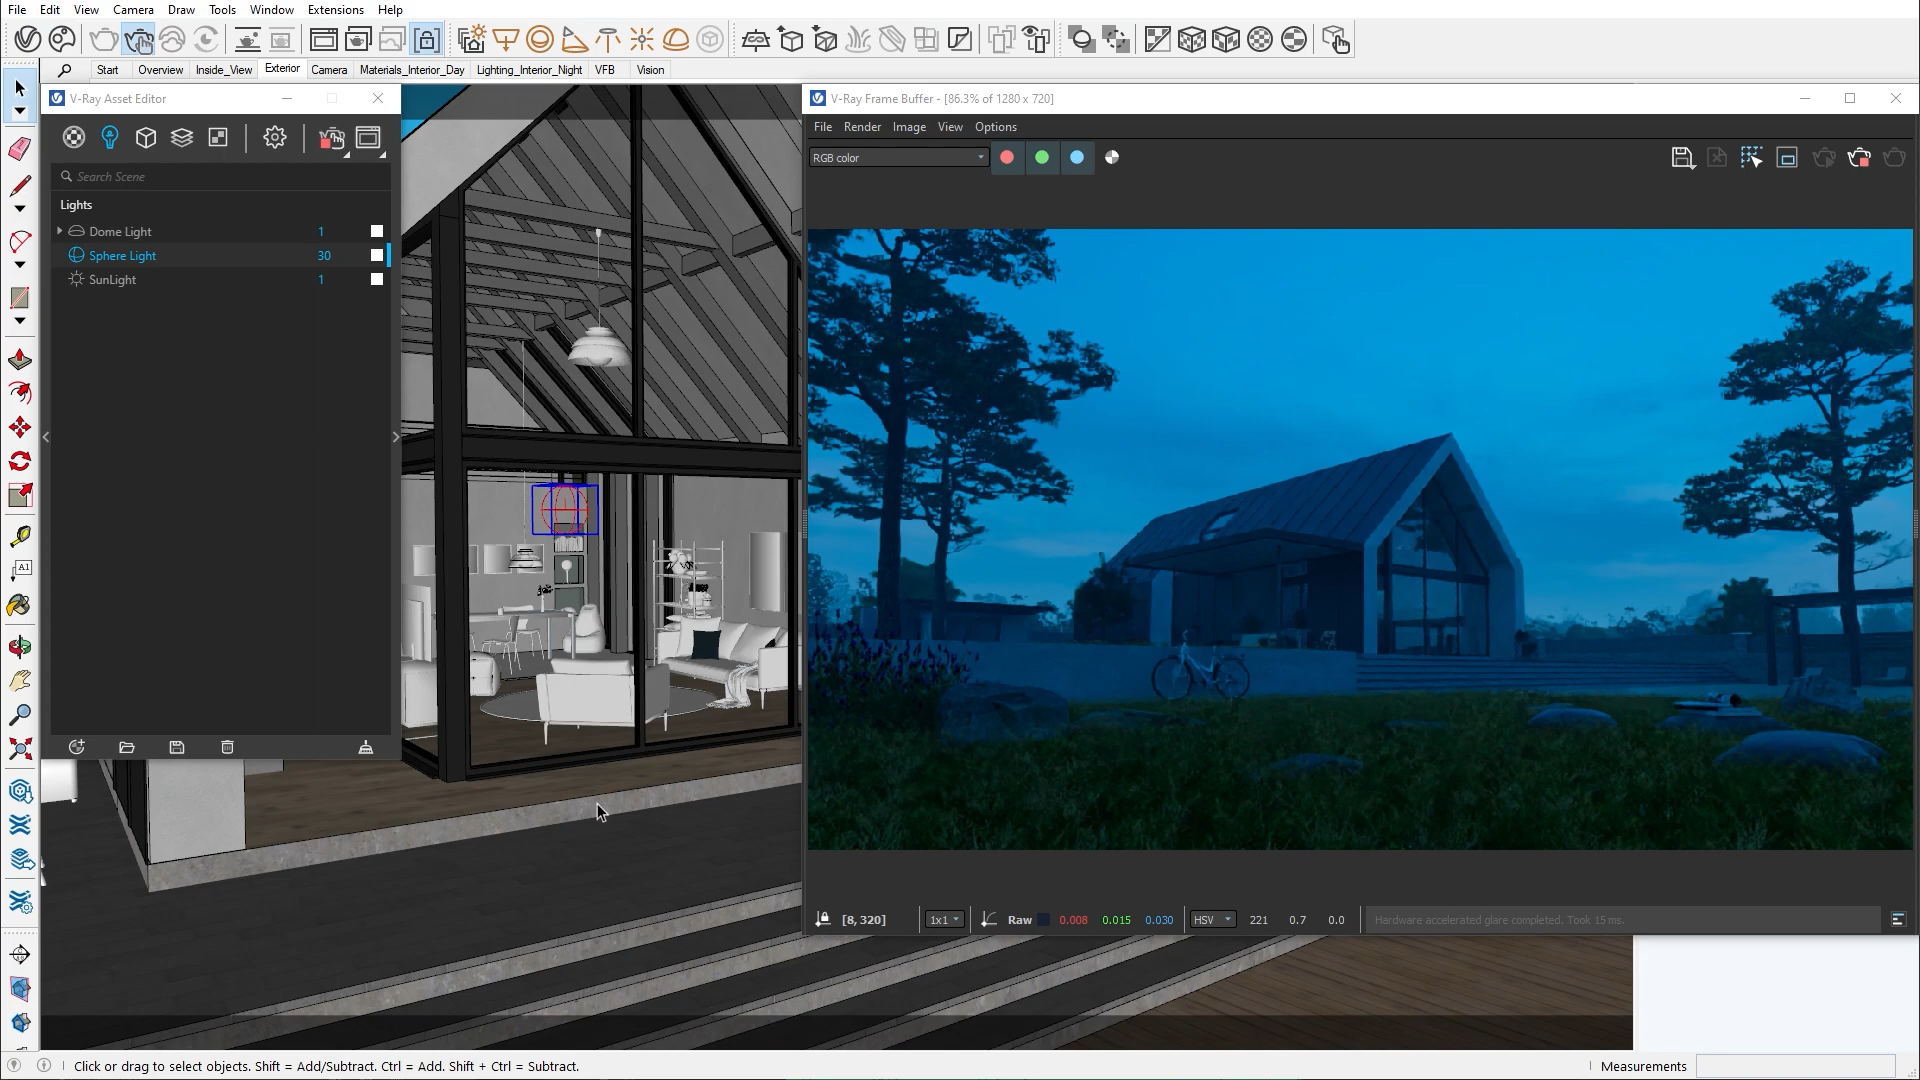 File Edit View Camera Draw Tools Window Extensions Help
Start Overview Inside_View Exterior Camera Materials_Interior_Day Lighting_Interior_Night VFB Vision
V-Ray Asset Editor
Search Scene
Lights
Dome Light 1
Sphere Light 30
SunLight 1
A1
V-Ray Frame Buffer - [86.3% of 1280 x 720]
File Render Image View Options
RGB color
[8, 320] 1x1 Raw 0.008 0.015 0.030 HSV 221 0.7 0.0 Hardware accelerated glare completed. Took 15 ms.
Click or drag to select objects. Shift = Add/Subtract. Ctrl = Add. Shift + Ctrl = Subtract. Measurements